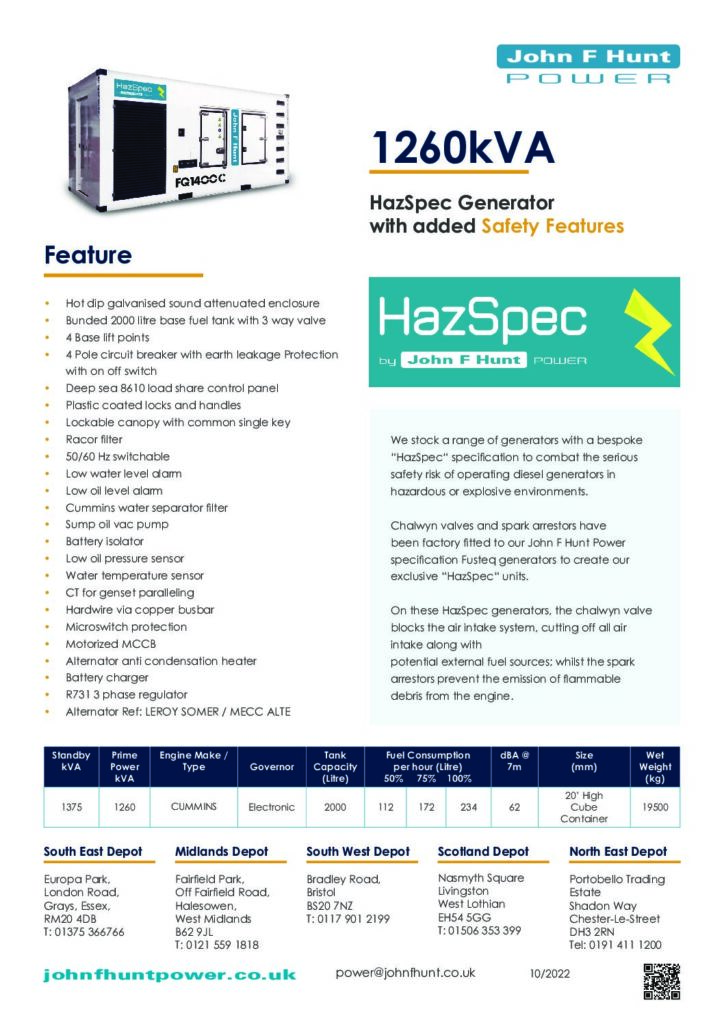 John F Hunt
POWER
HazSpec
John F Hunt
FQ1400C
1260kVA
HazSpec Generator
with added Safety Features
Feature
• Hot dip galvanised sound attenuated enclosure
• Bunded 2000 litre base fuel tank with 3 way valve
• 4 Base lift points
• 4 Pole circuit breaker with earth leakage Protection
with on off switch
• Deep sea 8610 load share control panel
• Plastic coated locks and handles
• Lockable canopy with common single key
• Racor filter
• 50/60 Hz switchable
• Low water level alarm
• Low oil level alarm
• Cummins water separator filter
• Sump oil vac pump
• Battery isolator
• Low oil pressure sensor
• Water temperature sensor
• CT for genset paralleling
• Hardwire via copper busbar
• Microswitch protection
• Motorized MCCB
• Alternator anti condensation heater
• Battery charger
• R731 3 phase regulator
• Alternator Ref: LEROY SOMER / MECC ALTE
HazSpec
by John F Hunt POWER
We stock a range of generators with a bespoke
"HazSpec" specification to combat the serious
safety risk of operating diesel generators in
hazardous or explosive environments.
Chalwyn valves and spark arrestors have
been factory fitted to our John F Hunt Power
specification Fusteq generators to create our
exclusive "HazSpec" units.
On these HazSpec generators, the chalwyn valve
blocks the air intake system, cutting off all air
intake along with
potential external fuel sources; whilst the spark
arrestors prevent the emission of flammable
debris from the engine.
Standby kVA Prime Power kVA Engine Make / Type Governor Tank Capacity (Litre) Fuel Consumption per hour (Litre) 50% 75% 100% dBA @ 7m Size (mm) Wet Weight (kg)
1375 1260 CUMMINS Electronic 2000 112 172 234 62 20' High Cube Container 19500
South East Depot
Europa Park,
London Road,
Grays, Essex,
RM20 4DB
T: 01375 366766
Midlands Depot
Fairfield Park,
Off Fairfield Road,
Halesowen,
West Midlands
B62 9JL
T: 0121 559 1818
South West Depot
Bradley Road,
Bristol
BS20 7NZ
T: 0117 901 2199
Scotland Depot
Nasmyth Square
Livingston
West Lothian
EH54 5GG
T: 01506 353 399
North East Depot
Portobello Trading
Estate
Shadon Way
Chester-Le-Street
DH3 2RN
Tel: 0191 411 1200
johnfhuntpower.co.uk
power@johnfhunt.co.uk
10/2022